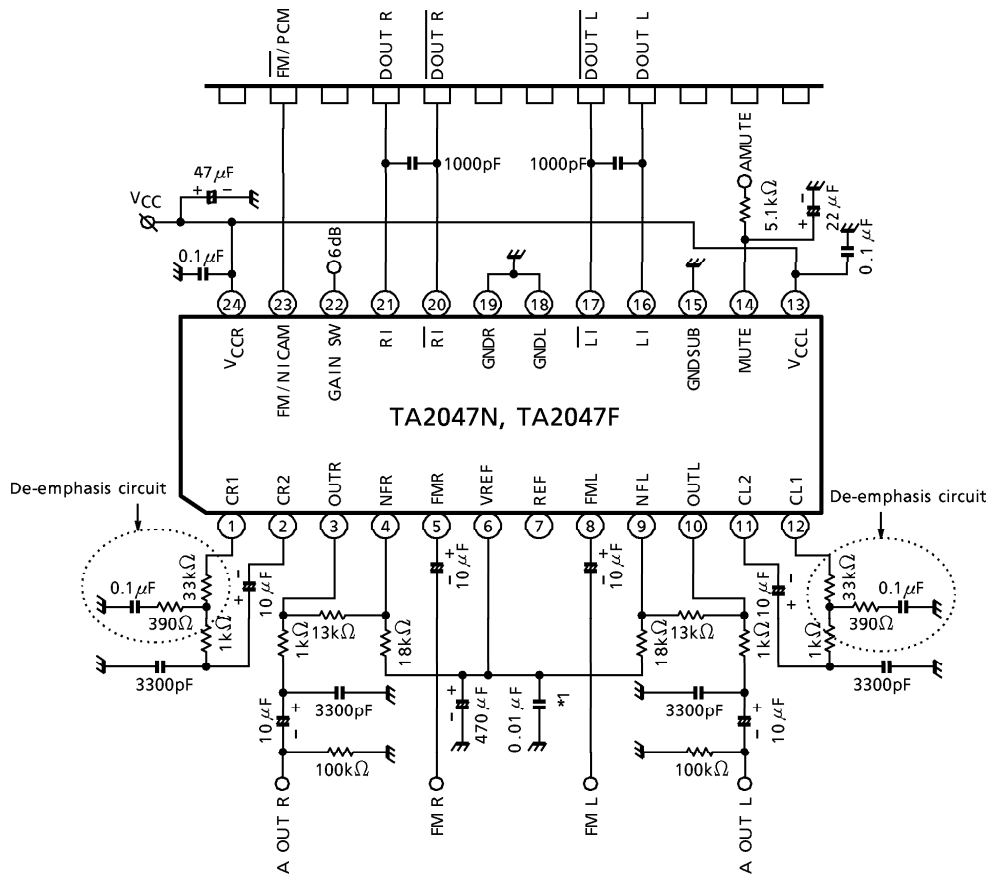 FM/PCM
DOUT R
DOUT R
DOUT L
DOUT L
1000pF
1000pF
AMUTE
5.1kΩ
47μF
+ -
VCC
- +
22μF
0.1μF
0.1μF
6dB
24
23
22
21
20
19
18
17
16
15
14
13
VCCR
FM/NICAM
GAIN SW
RI
RI
GNDR
GNDL
LI
LI
GNDSUB
MUTE
VCCL
TA2047N, TA2047F
CR1
CR2
OUTR
NFR
FMR
VREF
REF
FML
NFL
OUTL
CL2
CL1
1
2
3
4
5
6
7
8
9
10
11
12
De-emphasis circuit
De-emphasis circuit
33kΩ
0.1μF
390Ω
1kΩ
3300pF
- +
10μF
1kΩ
13kΩ
18kΩ
+ -
10μF
+ -
10μF
18kΩ
13kΩ
1kΩ
- +
10μF
33kΩ
0.1μF
390Ω
1kΩ
3300pF
3300pF
+ -
10μF
100kΩ
+ -
470μF
0.01μF
*1
3300pF
+ -
10μF
100kΩ
A OUT R
FM R
FM L
A OUT L